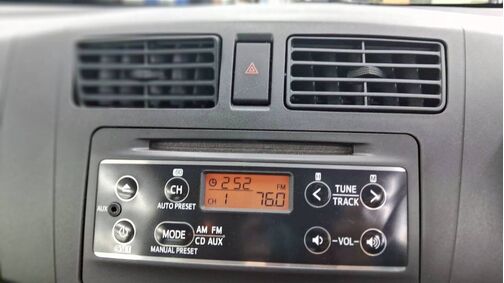 2:52 FM
CH 1 76.0
CH
AUTO PRESET
AUX
TUNE
TRACK
MODE
AM FM
CD AUX
MANUAL PRESET
-VOL-